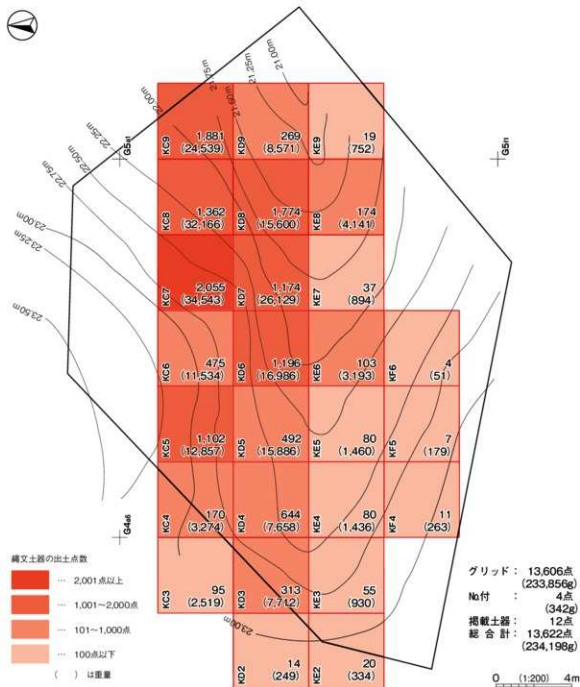 21.00m
21.25m
21.50m
21.75m
22.00m
22.25m
22.50m
22.75m
23.00m
23.25m
23.50m
G5a1
G5f1
KC9
1,881
(24,539)
KD9
269
(8,571)
KE9
19
(752)
KC8
1,362
(32,166)
KD8
1,774
(15,600)
KE8
174
(4,141)
KC7
2,055
(34,543)
KD7
1,174
(26,129)
KE7
37
(894)
KC6
475
(11,534)
KD6
1,196
(16,986)
KE6
103
(3,193)
KF6
4
(51)
KC5
1,102
(12,857)
KD5
492
(15,886)
KE5
80
(1,460)
KF5
7
(179)
G4a6
KC4
170
(3,274)
KD4
644
(7,658)
KE4
80
(1,436)
KF4
11
(263)
KC3
95
(2,519)
KD3
313
(7,712)
KE3
55
(930)
23.00m
KD2
14
(249)
KE2
20
(334)
縄文土器の出土点数
… 2,001点以上
… 1,001〜2,000点
… 101〜1,000点
… 100点以下
( ) は重量
グリッド: 13,606点
(233,856g)
No.付: 4点
(342g)
掲載土器: 12点
総合計: 13,622点
(234,198g)
0 (1:200) 4m